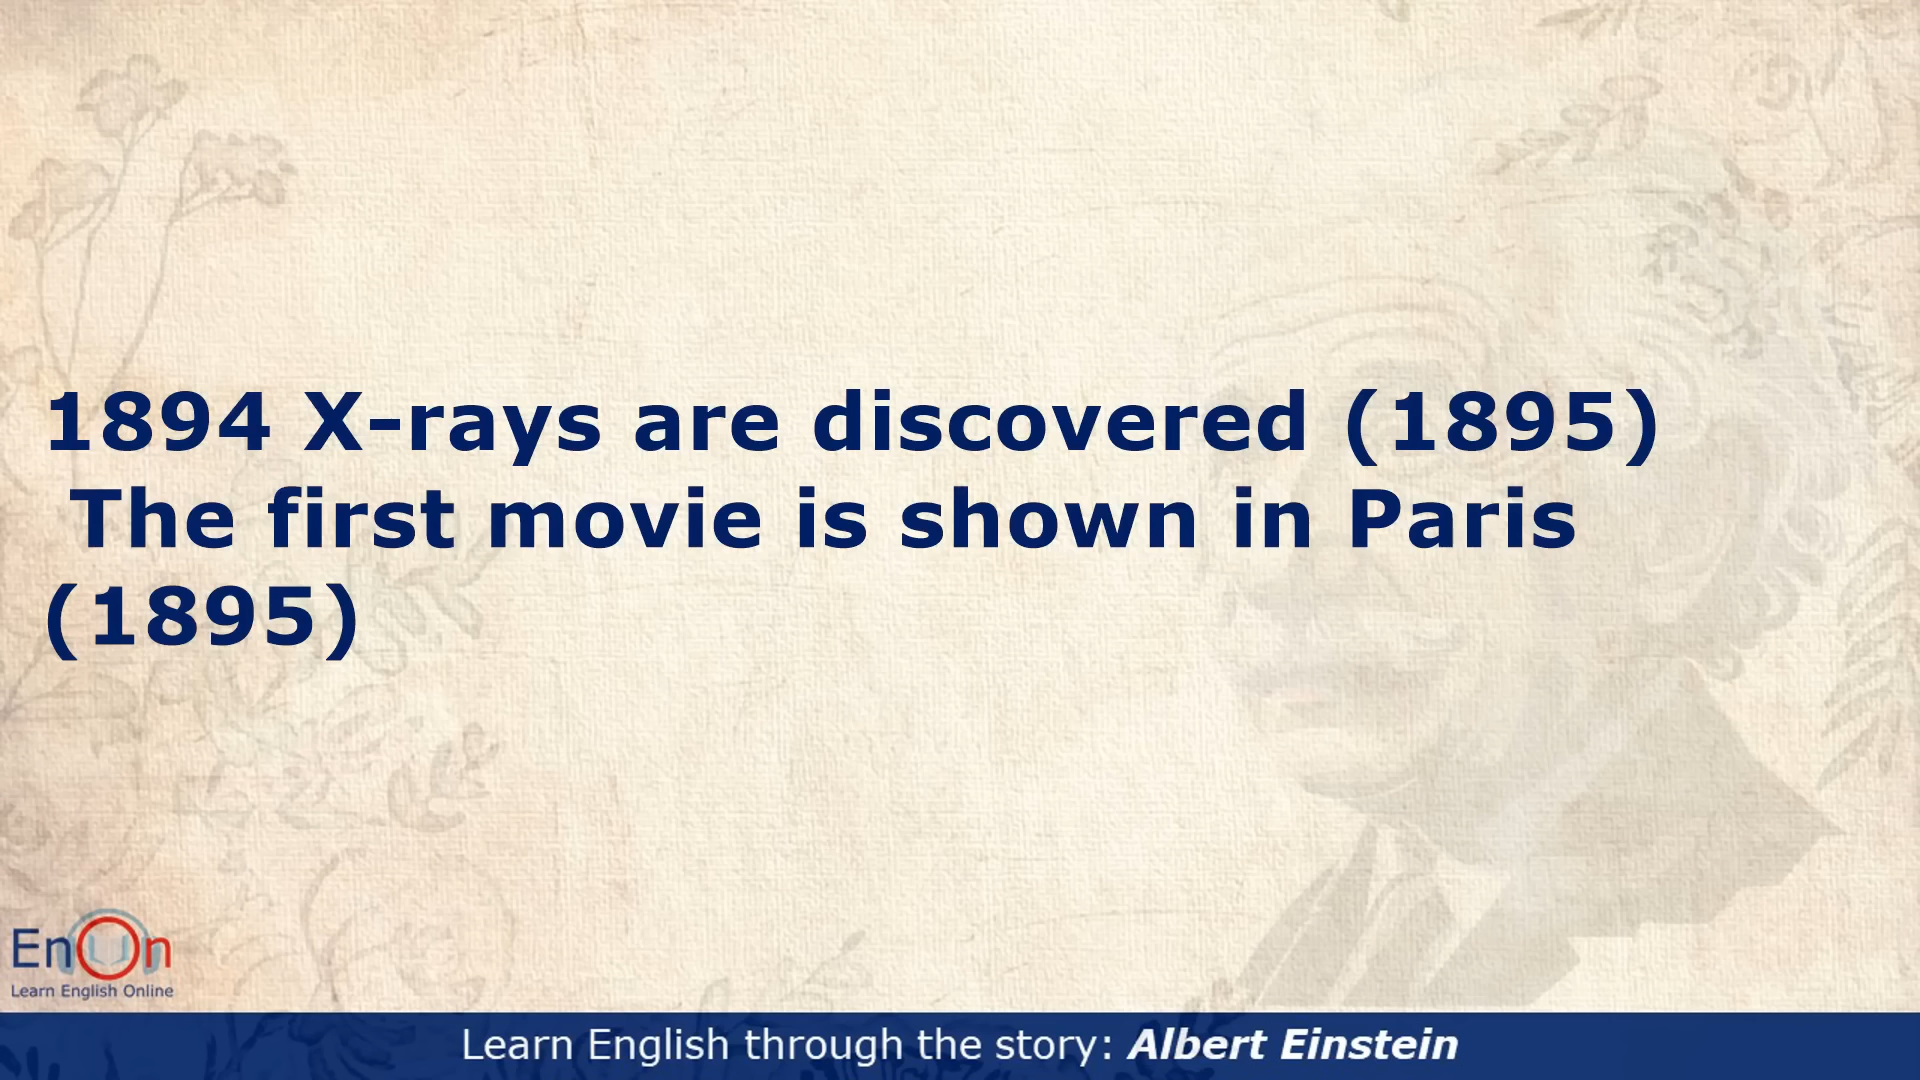 1894 X-rays are discovered (1895)
The first movie is shown in Paris
(1895)
EnOn
Learn English Online
Learn English through the story: Albert Einstein